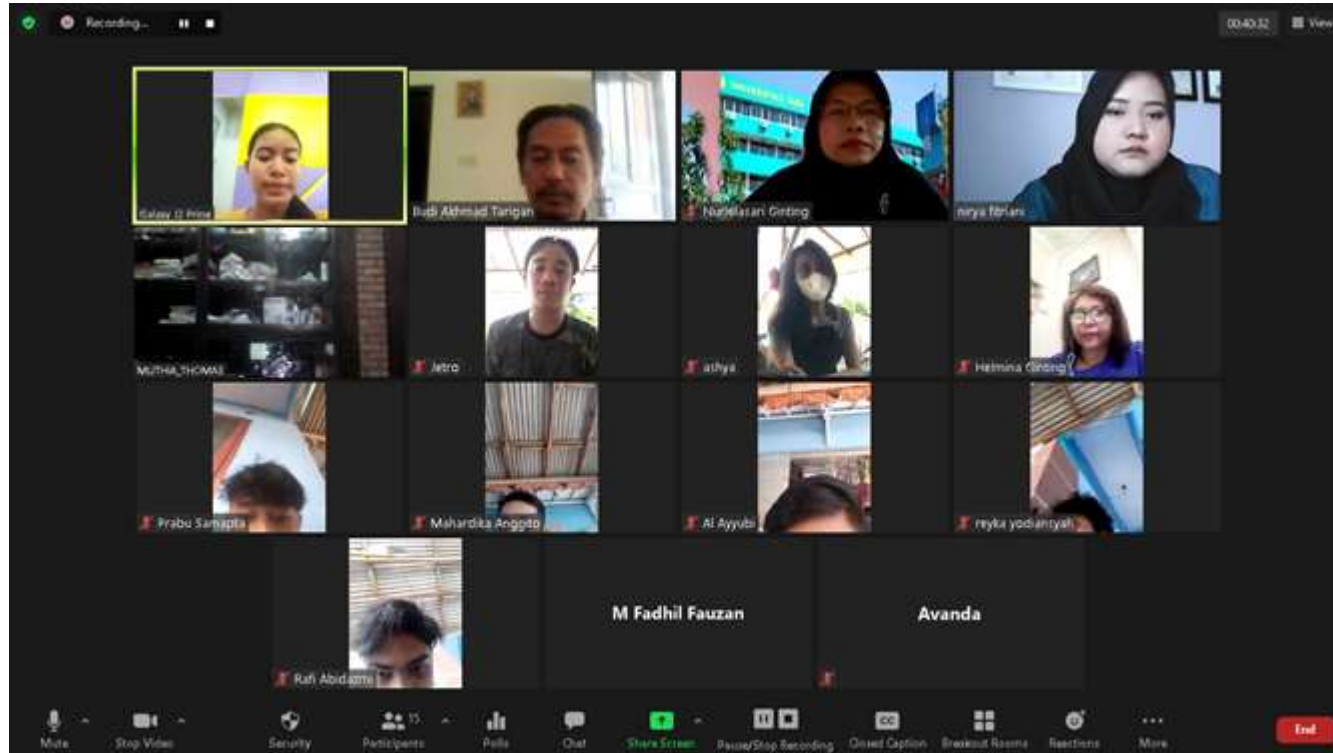 Recording...
00:40:32
View
Galaxy J2 Prime
Budi Akhmad Tarigan
Nurlelasari Ginting
nirya fitriani
MUTHIA_THOMAS
Jetro
ashya
Helmina Ginting
Prabu Samapta
Mahardika Anggito
Al Ayyubi
reyka yodiansyah
Rafi Abidazmi
M Fadhil Fauzan
Avanda
Mute
Stop Video
Security
15
Participants
Polls
Chat
Share Screen
Pause/Stop Recording
CC
Closed Caption
Breakout Rooms
Reactions
More
End